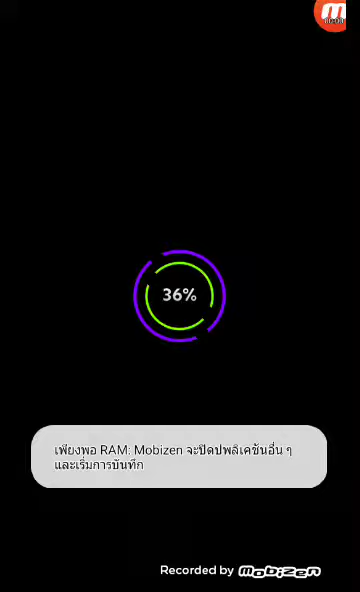 36%
เพียงพอ RAM: Mobizen จะปิดปพลิเคชันอื่น ๆ
และเริ่มการบันทึก
Recorded by Mobizen